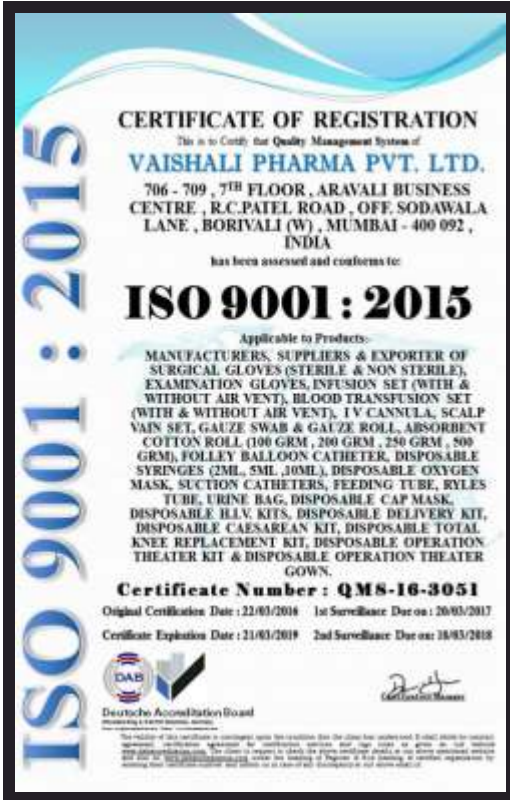 ISO 9001 : 2015
CERTIFICATE OF REGISTRATION
This is to Certify that Quality Management System of
VAISHALI PHARMA PVT. LTD.
706 - 709 , 7TH FLOOR , ARAVALI BUSINESS
CENTRE , R.C.PATEL ROAD , OFF. SODAWALA
LANE , BORIVALI (W) , MUMBAI - 400 092 ,
INDIA
has been assessed and conforms to:
ISO 9001 : 2015
Applicable to Products:-
MANUFACTURERS, SUPPLIERS & EXPORTER OF
SURGICAL GLOVES (STERILE & NON STERILE),
EXAMINATION GLOVES, INFUSION SET (WITH &
WITHOUT AIR VENT), BLOOD TRANSFUSION SET
(WITH & WITHOUT AIR VENT), I V CANNULA, SCALP
VAIN SET, GAUZE SWAB & GAUZE ROLL, ABSORBENT
COTTON ROLL (100 GRM , 200 GRM , 250 GRM , 500
GRM), FOLLEY BALLOON CATHETER, DISPOSABLE
SYRINGES (2ML, 5ML ,10ML), DISPOSABLE OXYGEN
MASK, SUCTION CATHETERS, FEEDING TUBE, RYLES
TUBE, URINE BAG, DISPOSABLE CAP MASK,
DISPOSABLE H.I.V. KITS, DISPOSABLE DELIVERY KIT,
DISPOSABLE CAESAREAN KIT, DISPOSABLE TOTAL
KNEE REPLACEMENT KIT, DISPOSABLE OPERATION
THEATER KIT & DISPOSABLE OPERATION THEATER
GOWN.
Certificate Number : QMS-16-3051
Original Certification Date : 22/03/2016 1st Surveillance Due on : 20/03/2017
Certificate Expiration Date : 21/03/2019 2nd Surveillance Due on: 18/03/2018
DAB
Deutsche Accreditation Board